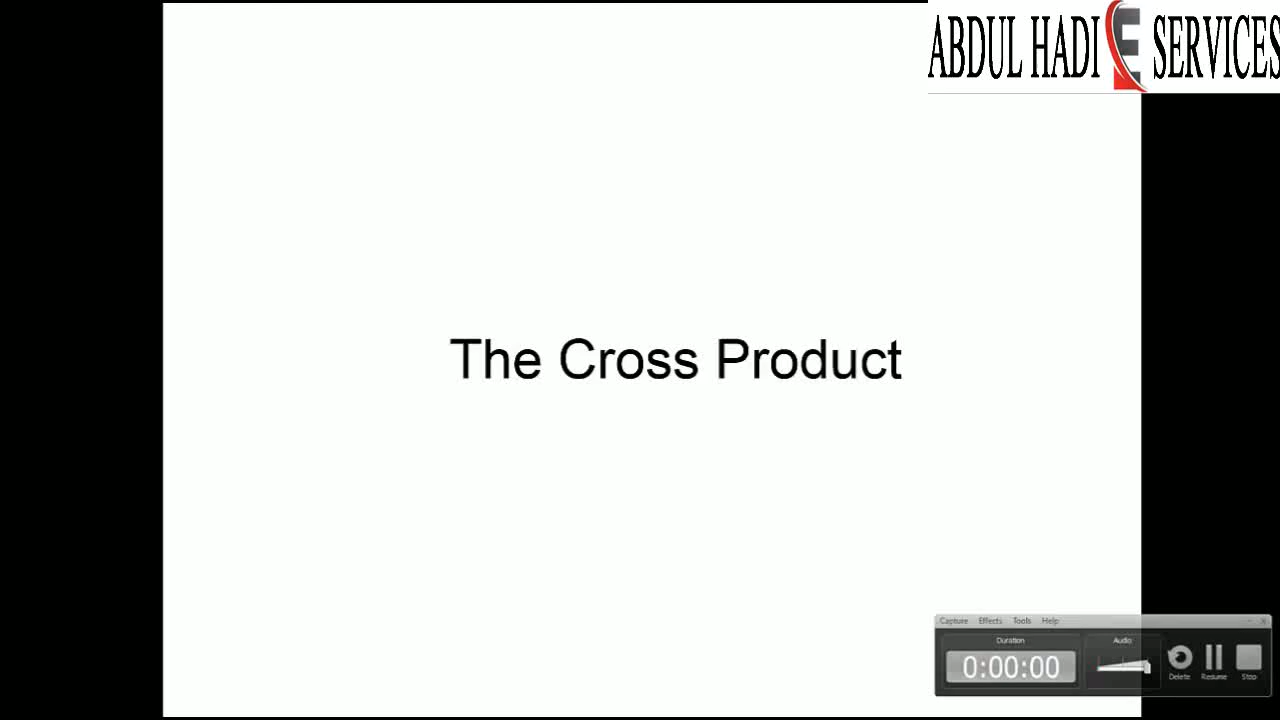 ABDUL HADI E SERVICES
The Cross Product
Capture Effects Tools Help
Duration Audio
0:00:00
Delete Resume Stop